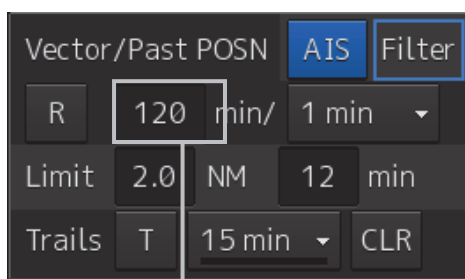 Vector/Past POSN AIS Filter
R 120 min/ 1 min
Limit 2.0 NM 12 min
Trails T 15 min CLR